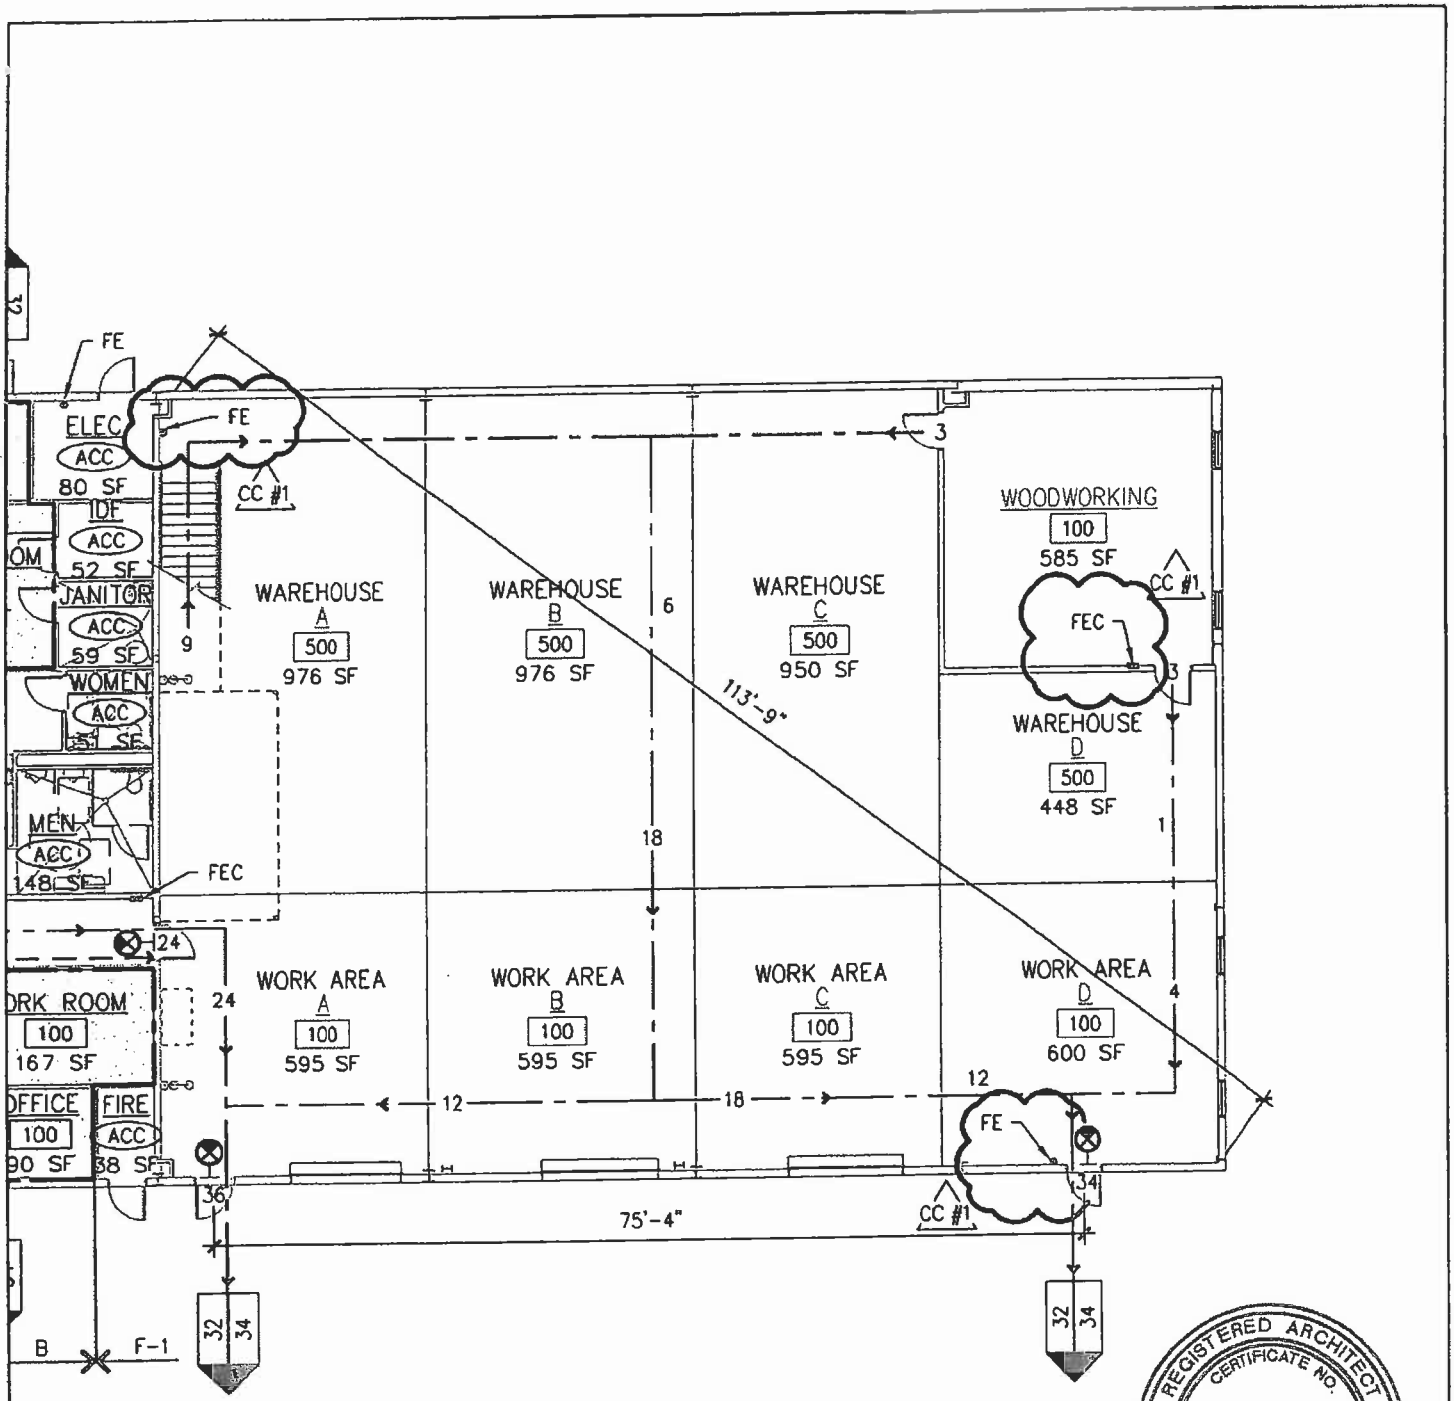 32
FE
ELEC
ACC
80 SF
FE
CC #1
IDF
ACC
52 SF
OM
JANITOR
ACC
59 SF
9
WOMEN
ACC
SF
MEN
ACC
148 SF
FEC
WAREHOUSE
A
500
976 SF
WAREHOUSE
B
500
976 SF
6
18
WAREHOUSE
C
500
950 SF
3
WOODWORKING
100
585 SF
CC #1
FEC
3
WAREHOUSE
D
500
448 SF
1
113'-9"
24
24
ORK ROOM
100
167 SF
OFFICE
100
90 SF
FIRE
ACC
38 SF
WORK AREA
A
100
595 SF
WORK AREA
B
100
595 SF
WORK AREA
C
100
595 SF
WORK AREA
D
100
600 SF
4
12
18
12
FE
36
34
CC #1
75'-4"
32
34
32
34
B
F-1
REGISTERED ARCHITECT
CERTIFICATE NO.